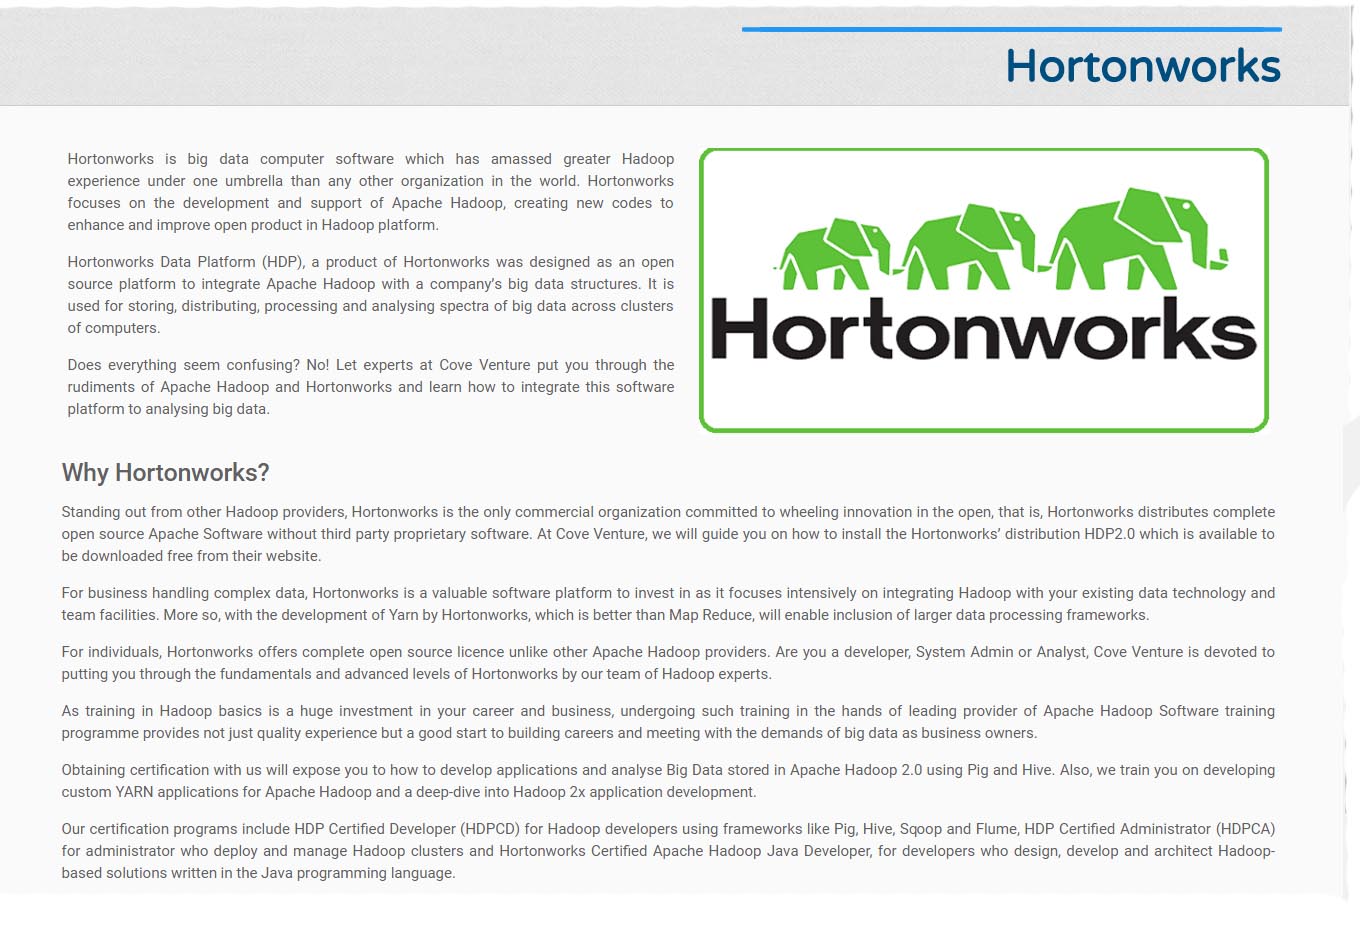 Hortonworks
Hortonworks is big data computer software which has amassed greater Hadoop
experience under one umbrella than any other organization in the world. Hortonworks
focuses on the development and support of Apache Hadoop, creating new codes to
enhance and improve open product in Hadoop platform.
Hortonworks Data Platform (HDP), a product of Hortonworks was designed as an open
source platform to integrate Apache Hadoop with a company's big data structures. It is
used for storing, distributing, processing and analysing spectra of big data across clusters
of computers.
Does everything seem confusing? No! Let experts at Cove Venture put you through the
rudiments of Apache Hadoop and Hortonworks and learn how to integrate this software
platform to analysing big data.
Hortonworks
Why Hortonworks?
Standing out from other Hadoop providers, Hortonworks is the only commercial organization committed to wheeling innovation in the open, that is, Hortonworks distributes complete
open source Apache Software without third party proprietary software. At Cove Venture, we will guide you on how to install the Hortonworks’ distribution HDP2.0 which is available to
be downloaded free from their website.
For business handling complex data, Hortonworks is a valuable software platform to invest in as it focuses intensively on integrating Hadoop with your existing data technology and
team facilities. More so, with the development of Yarn by Hortonworks, which is better than Map Reduce, will enable inclusion of larger data processing frameworks.
For individuals, Hortonworks offers complete open source licence unlike other Apache Hadoop providers. Are you a developer, System Admin or Analyst, Cove Venture is devoted to
putting you through the fundamentals and advanced levels of Hortonworks by our team of Hadoop experts.
As training in Hadoop basics is a huge investment in your career and business, undergoing such training in the hands of leading provider of Apache Hadoop Software training
programme provides not just quality experience but a good start to building careers and meeting with the demands of big data as business owners.
Obtaining certification with us will expose you to how to develop applications and analyse Big Data stored in Apache Hadoop 2.0 using Pig and Hive. Also, we train you on developing
custom YARN applications for Apache Hadoop and a deep-dive into Hadoop 2x application development.
Our certification programs include HDP Certified Developer (HDPCD) for Hadoop developers using frameworks like Pig, Hive, Sqoop and Flume, HDP Certified Administrator (HDPCA)
for administrator who deploy and manage Hadoop clusters and Hortonworks Certified Apache Hadoop Java Developer, for developers who design, develop and architect Hadoop-
based solutions written in the Java programming language.